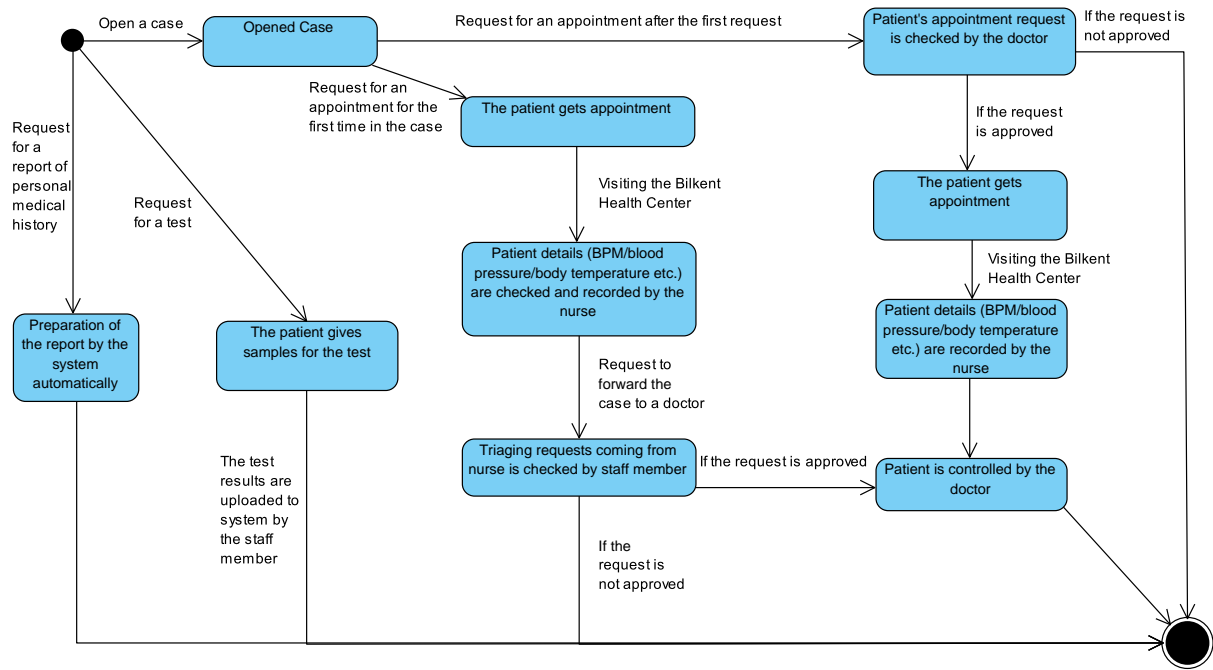 Open a case
Opened Case
Request for an appointment after the first request
Patient's appointment request
is checked by the doctor
If the request is
not approved
Request for an
appointment for the
first time in the case
The patient gets appointment
If the request
is approved
Request
for a
report of
personal
medical
history
Request
for a test
Visiting the Bilkent
Health Center
The patient gets
appointment
Patient details (BPM/blood
pressure/body temperature etc.)
are checked and recorded by the
nurse
Visiting the Bilkent
Health Center
Patient details (BPM/blood
pressure/body temperature
etc.) are recorded by the
nurse
Preparation of
the report by the
system
automatically
The patient gives
samples for the test
Request to
forward the
case to a doctor
Triaging requests coming from
nurse is checked by staff member
If the request is approved
Patient is controlled by the
doctor
The test
results are
uploaded to
system by
the staff
member
If the
request is
not approved